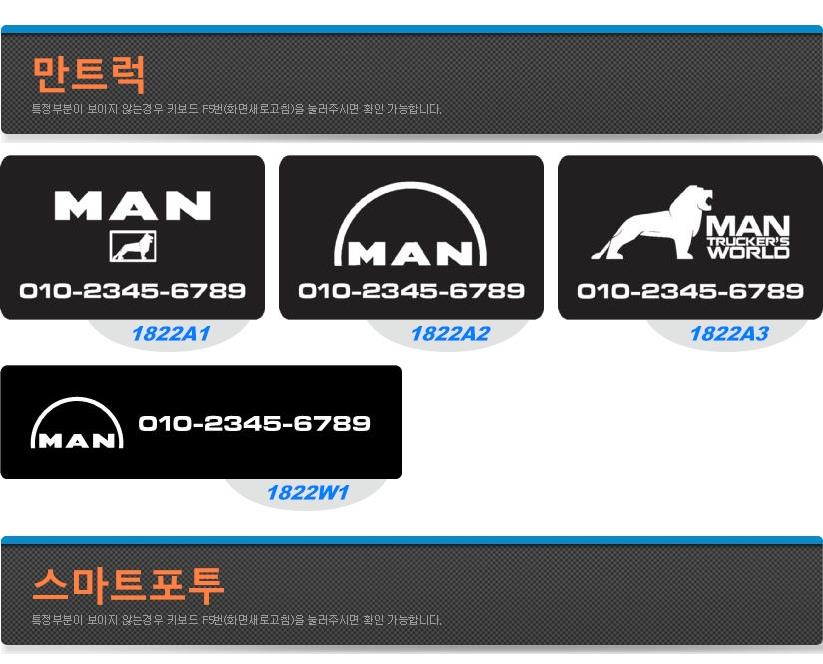 만트럭
특정부분이 보이지 않는경우 키보드 F5번(화면새로고침)을 눌러주시면 확인 가능합니다.
MAN
010-2345-6789
1822A1
MAN
010-2345-6789
1822A2
MAN
TRUCKER'S
WORLD
010-2345-6789
1822A3
MAN
010-2345-6789
1822W1
스마트포투
특정부분이 보이지 않는경우 키보드 F5번(화면새로고침)을 눌러주시면 확인 가능합니다.